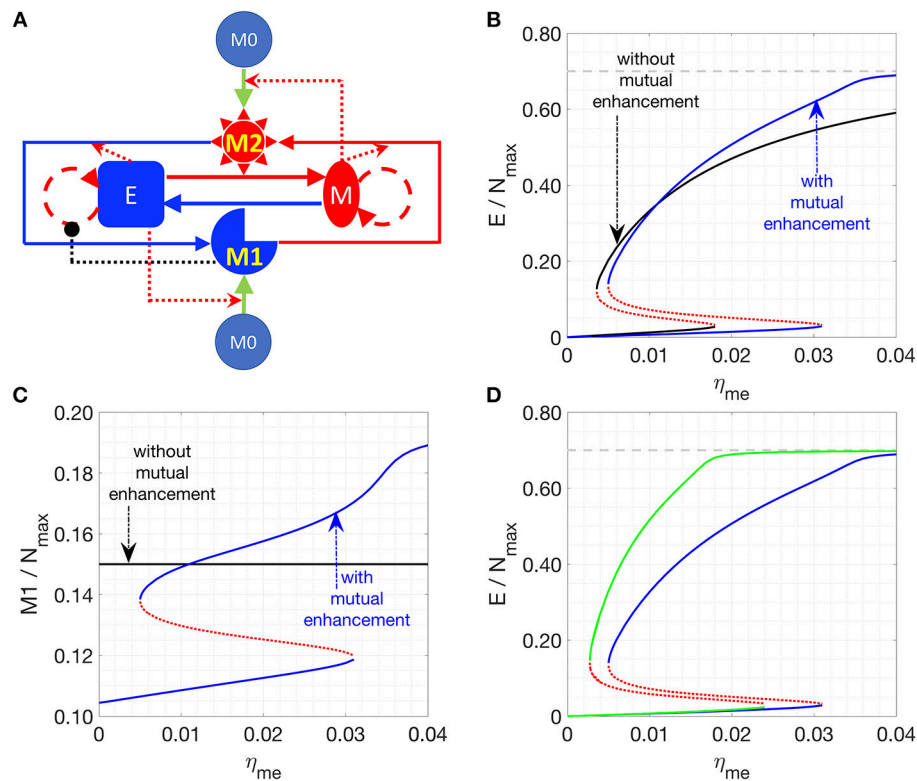 A
M0
M2
E
M
M1
M0
B
0.80
0.60
0.40
0.20
0
E / Nmax
without
mutual
enhancement
with
mutual
enhancement
0
0.01
0.02
0.03
0.04
ηme
C
0.20
0.18
0.16
0.14
0.12
0.10
M1 / Nmax
without
mutual
enhancement
with
mutual
enhancement
0
0.01
0.02
0.03
0.04
ηme
D
0.80
0.60
0.40
0.20
0
E / Nmax
0
0.01
0.02
0.03
0.04
ηme